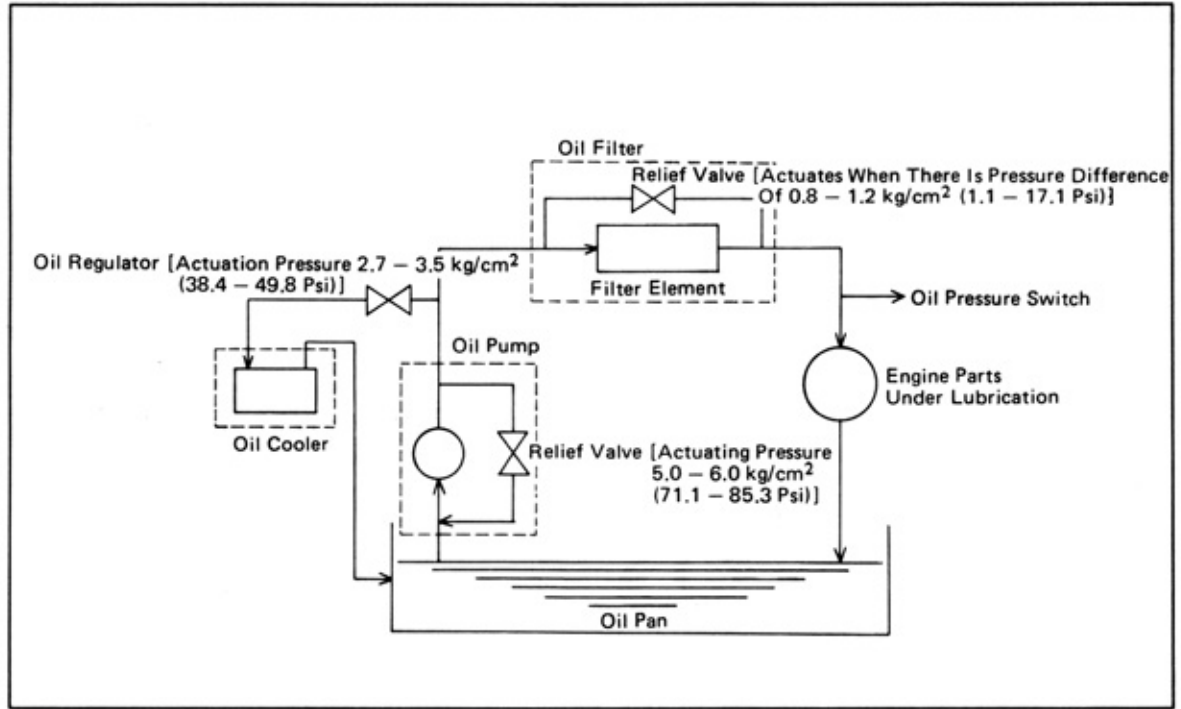 Oil Filter
Relief Valve [Actuates When There Is Pressure Difference
Of 0.8 – 1.2 kg/cm² (1.1 – 17.1 Psi)]
Oil Regulator [Actuation Pressure 2.7 – 3.5 kg/cm²
(38.4 – 49.8 Psi)]
Filter Element
Oil Pressure Switch
Oil Pump
Engine Parts
Under Lubrication
Oil Cooler
Relief Valve [Actuating Pressure
5.0 – 6.0 kg/cm²
(71.1 – 85.3 Psi)]
Oil Pan